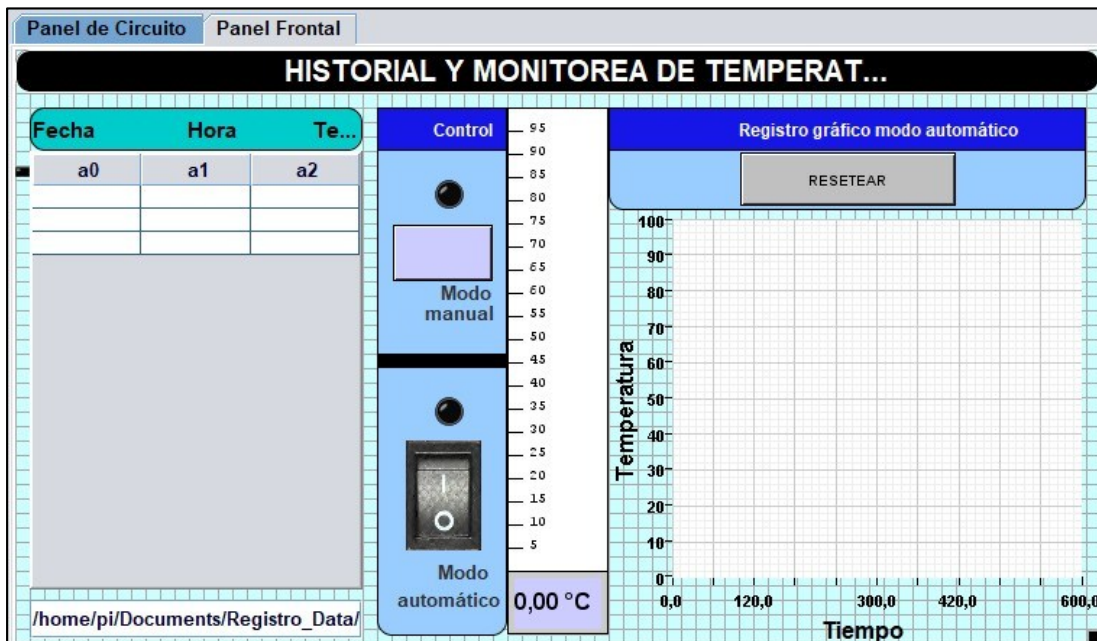 Panel de Circuito Panel Frontal
HISTORIAL Y MONITOREA DE TEMPERAT...
Fecha Hora Te...
a0 a1 a2
/home/pi/Documents/Registro_Data/
Control
Modo
manual
Modo
automático
95
90
85
80
75
70
65
60
55
50
45
40
35
30
25
20
15
10
5
0,00 °C
Registro gráfico modo automático
RESETEAR
Temperatura
100
90
80
70
60
50
40
30
20
10
0
0,0 120,0 300,0 420,0 600,0
Tiempo